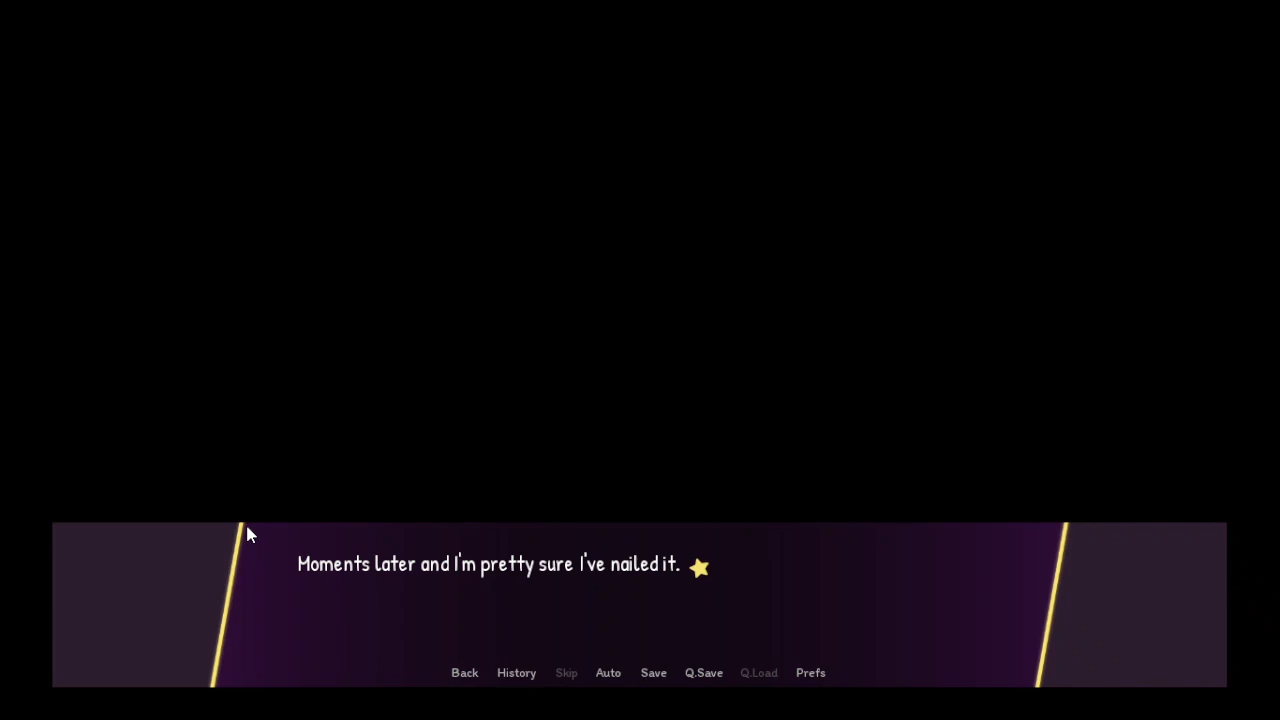 Moments later and I'm pretty sure I've nailed it.
Back History Skip Auto Save Q.Save Q.Load Prefs